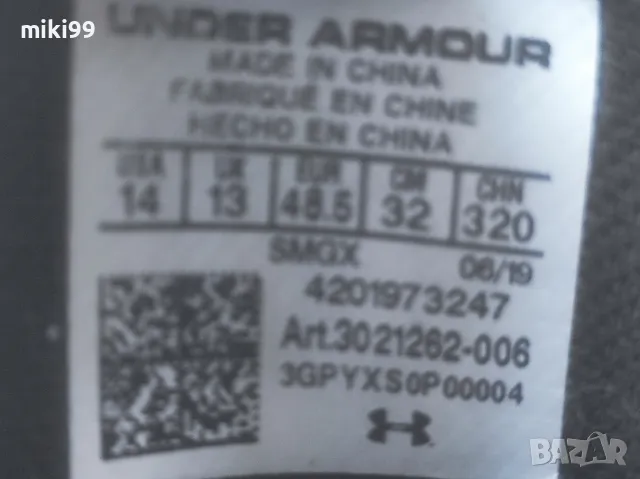 miki99
UNDER ARMOUR
MADE IN CHINA
FABRIQUÉ EN CHINE
HECHO EN CHINA
USA UK EUR CM CHN
14 13 48.5 32 320
SMGX 06/19
4201973247
Art.3021262-006
3GPYXS0P00004
BAZAR